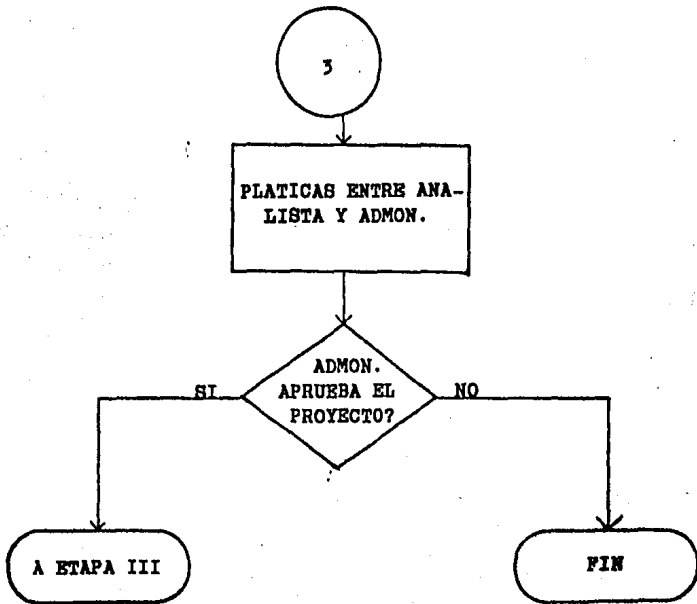 3
PLATICAS ENTRE ANA-
LISTA Y ADMON.
ADMON.
APRUEBA EL
PROYECTO?
SI
NO
A ETAPA III
FIN